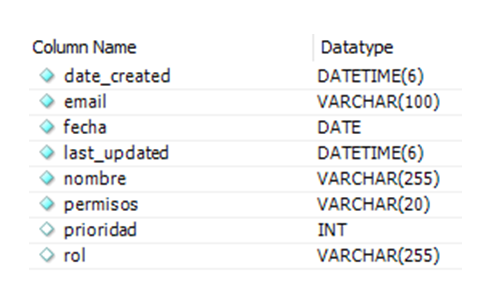 Column Name Datatype
date_created DATETIME(6)
email VARCHAR(100)
fecha DATE
last_updated DATETIME(6)
nombre VARCHAR(255)
permisos VARCHAR(20)
prioridad INT
rol VARCHAR(255)